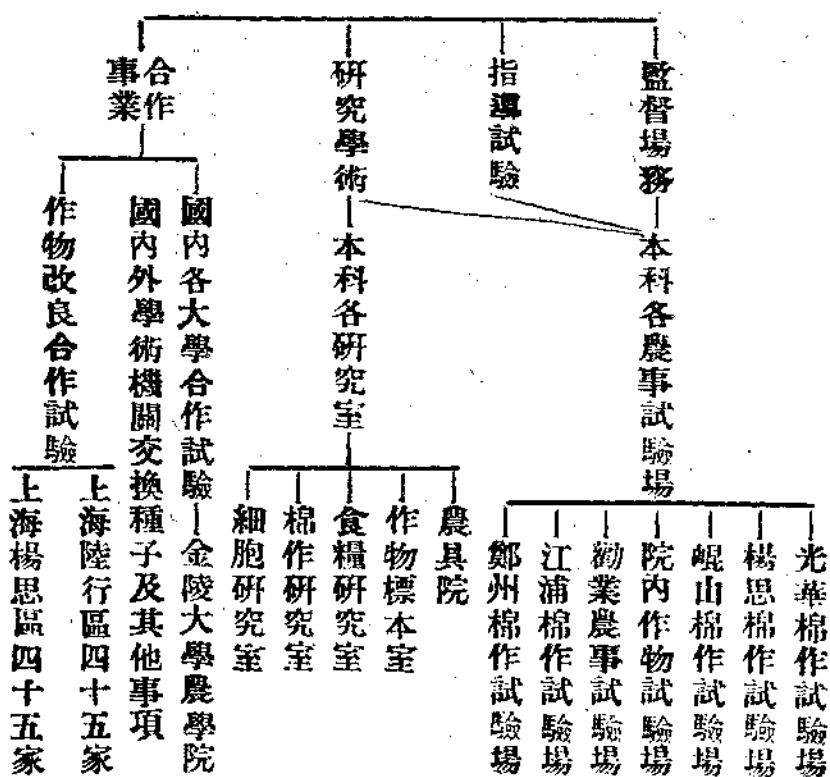 監督場務
本科各農事試驗場
光華棉作試驗場
楊思棉作試驗場
崐山棉作試驗場
院内作物試驗場
勸業農事試驗場
江浦棉作試驗場
鄭州棉作試驗場
指導試驗
研究學術
本科各研究室
農具院
作物標本室
食糧研究室
棉作研究室
細胞研究室
合作
事業
國内各大學合作試驗
金陵大學農學院
國内外學術機關交換種子及其他事項
作物改良合作試驗
上海陸行區四十五家
上海楊思區四十五家